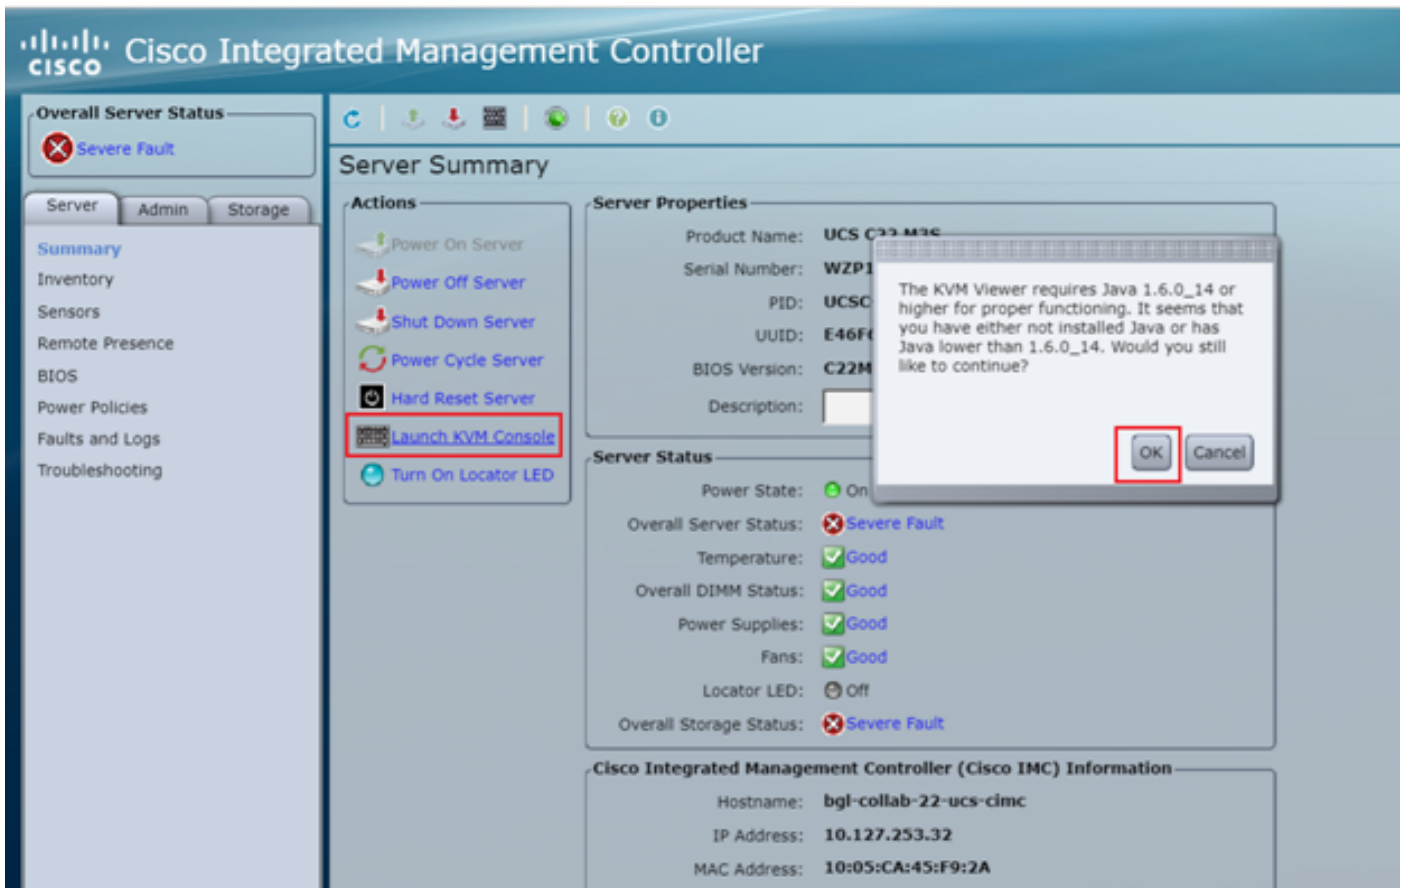 cisco
Cisco Integrated Management Controller
Overall Server Status
Severe Fault
Server Admin Storage
Summary
Inventory
Sensors
Remote Presence
BIOS
Power Policies
Faults and Logs
Troubleshooting
Server Summary
Actions
Power On Server
Power Off Server
Shut Down Server
Power Cycle Server
Hard Reset Server
Launch KVM Console
Turn On Locator LED
Server Properties
Product Name: UCS C22 M3S
Serial Number: WZP1
PID: UCSC
UUID:
BIOS Version: C22M
Description:
The KVM Viewer requires Java 1.6.0_14 or
higher for proper functioning. It seems that
you have either not installed Java or has
Java lower than 1.6.0_14. Would you still
like to continue?
OK Cancel
Server Status
Power State: On
Overall Server Status: Severe Fault
Temperature: Good
Overall DIMM Status: Good
Power Supplies: Good
Fans: Good
Locator LED: Off
Overall Storage Status: Severe Fault
Cisco Integrated Management Controller (Cisco IMC) Information
Hostname: bgl-collab-22-ucs-cimc
IP Address: 10.127.253.32
MAC Address: 10:05:CA:45:F9:2A